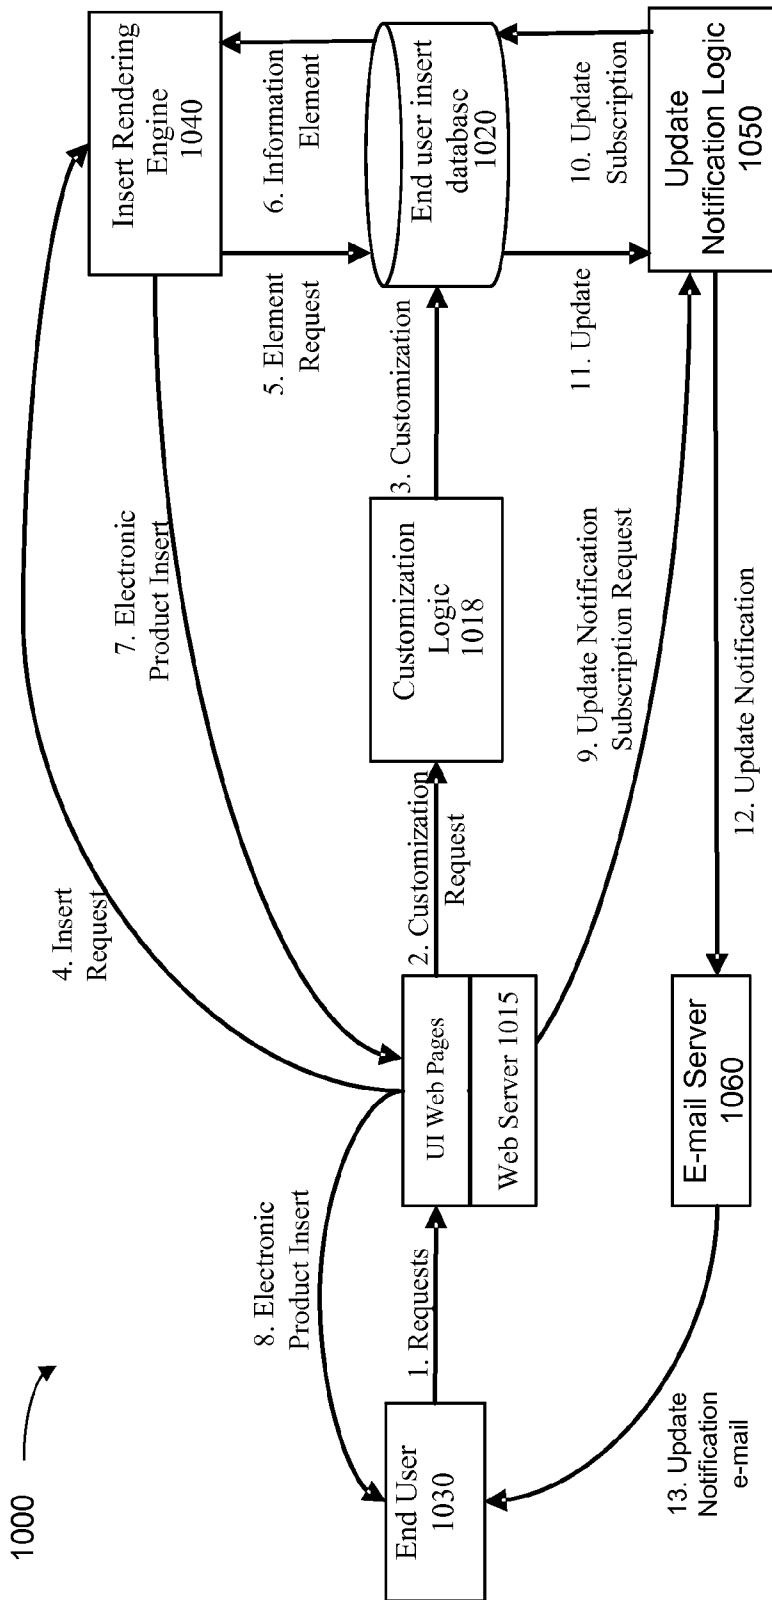 1000
End User
1030
1. Requests
8. Electronic
Product Insert
UI Web Pages
Web Server 1015
4. Insert
Request
7. Electronic
Product Insert
Insert Rendering
Engine
1040
2. Customization
Request
Customization
Logic
1018
3. Customization
5. Element
Request
6. Information
Element
End user insert
database
1020
9. Update Notification
Subscription Request
10. Update
Subscription
11. Update
Update
Notification Logic
1050
12. Update Notification
E-mail Server
1060
13. Update
Notification
e-mail